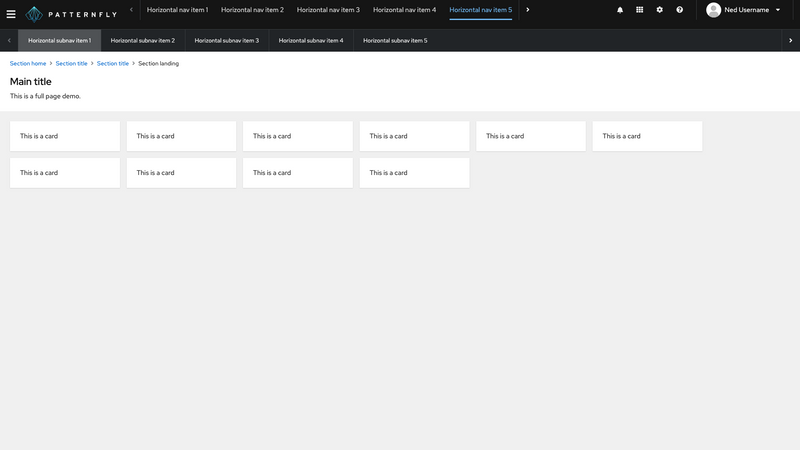 PATTERNFLY Horizontal nav item 1 Horizontal nav item 2 Horizontal nav item 3 Horizontal nav item 4 Horizontal nav item 5 Ned Username
Horizontal subnav item 1 Horizontal subnav item 2 Horizontal subnav item 3 Horizontal subnav item 4 Horizontal subnav item 5
Section home Section title Section title Section landing
Main title
This is a full page demo.
This is a card This is a card This is a card This is a card This is a card This is a card
This is a card This is a card This is a card This is a card